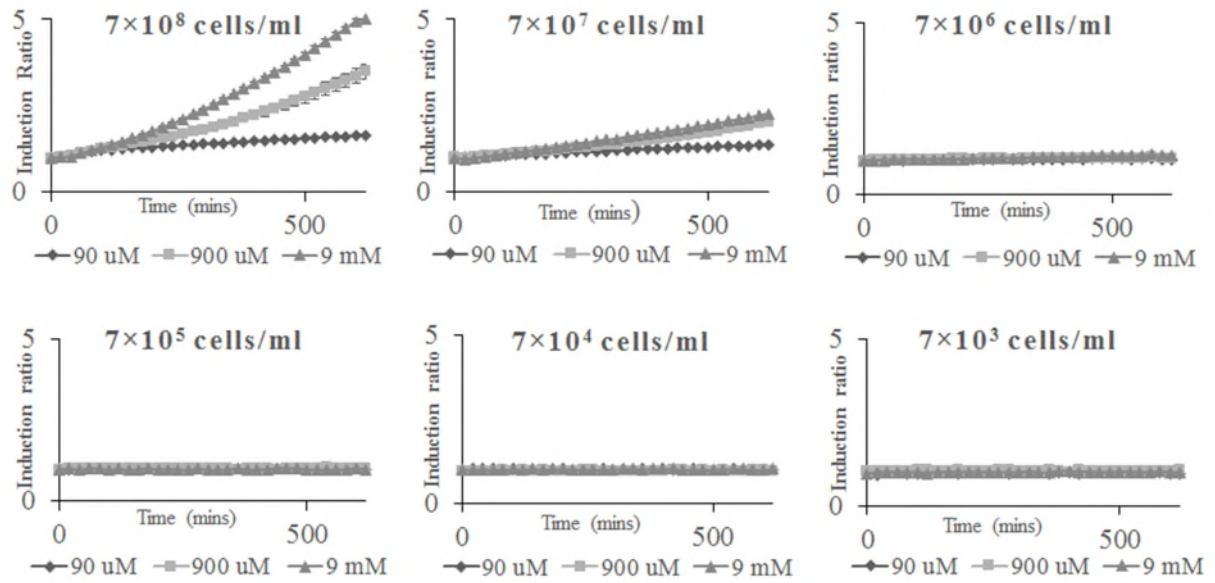 5
7×10⁸ cells/ml
Induction Ratio
0
Time (mins)
0
500
90 uM 900 uM 9 mM
5
7×10⁷ cells/ml
Induction ratio
0
Time (mins)
0
500
90 uM 900 uM 9 mM
5
7×10⁶ cells/ml
Induction ratio
0
Time (mins)
0
500
90 uM 900 uM 9 mM
5
7×10⁵ cells/ml
Induction ratio
0
Time (mins)
0
500
90 uM 900 uM 9 mM
5
7×10⁴ cells/ml
Induction ratio
0
Time (mins)
0
500
90 uM 900 uM 9 mM
5
7×10³ cells/ml
Induction ratio
0
Time (mins)
0
500
90 uM 900 uM 9 mM